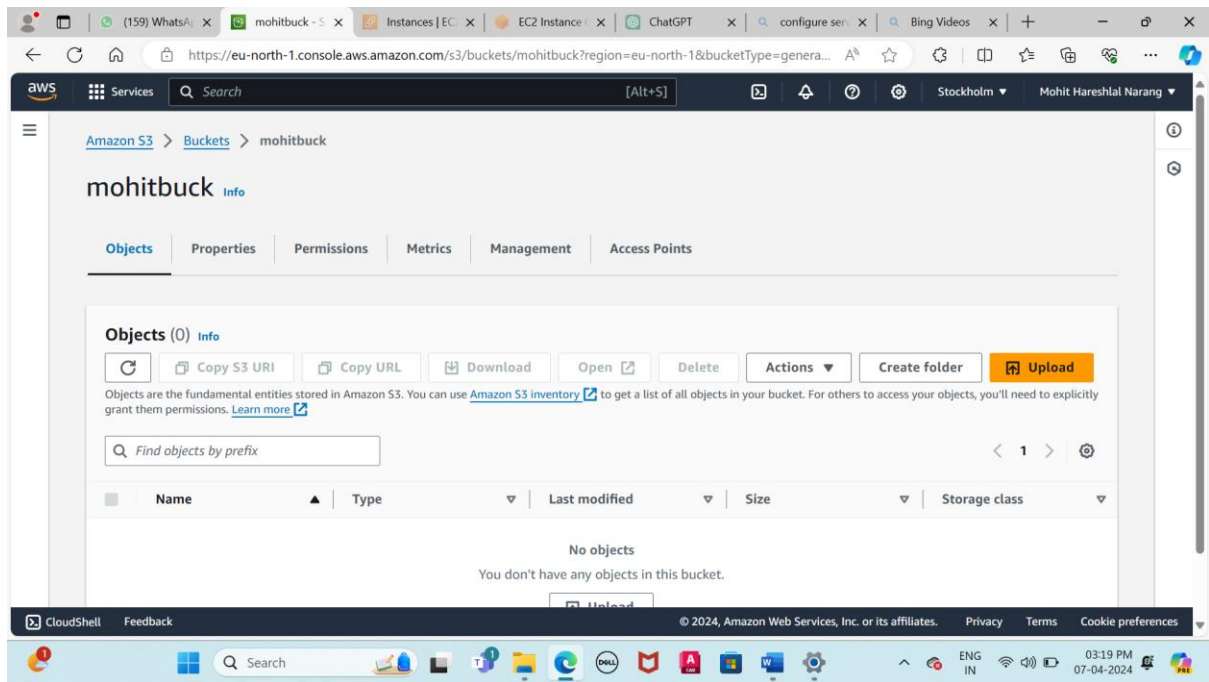 (159) WhatsA
mohitbuck - S
Instances | EC
EC2 Instance
ChatGPT
configure serv
Bing Videos
https://eu-north-1.console.aws.amazon.com/s3/buckets/mohitbuck?region=eu-north-1&bucketType=genera...
aws
Services
Search
[Alt+S]
Stockholm
Mohit Hareshlal Narang
Amazon S3 > Buckets > mohitbuck
mohitbuck Info
Objects
Properties
Permissions
Metrics
Management
Access Points
Objects (0) Info
Copy S3 URI
Copy URL
Download
Open
Delete
Actions
Create folder
Upload
Objects are the fundamental entities stored in Amazon S3. You can use Amazon S3 inventory to get a list of all objects in your bucket. For others to access your objects, you'll need to explicitly
grant them permissions. Learn more
Find objects by prefix
1
Name
Type
Last modified
Size
Storage class
No objects
You don't have any objects in this bucket.
Upload
CloudShell
Feedback
© 2024, Amazon Web Services, Inc. or its affiliates.
Privacy
Terms
Cookie preferences
Search
1
DELL
ENG
IN
03:19 PM
07-04-2024